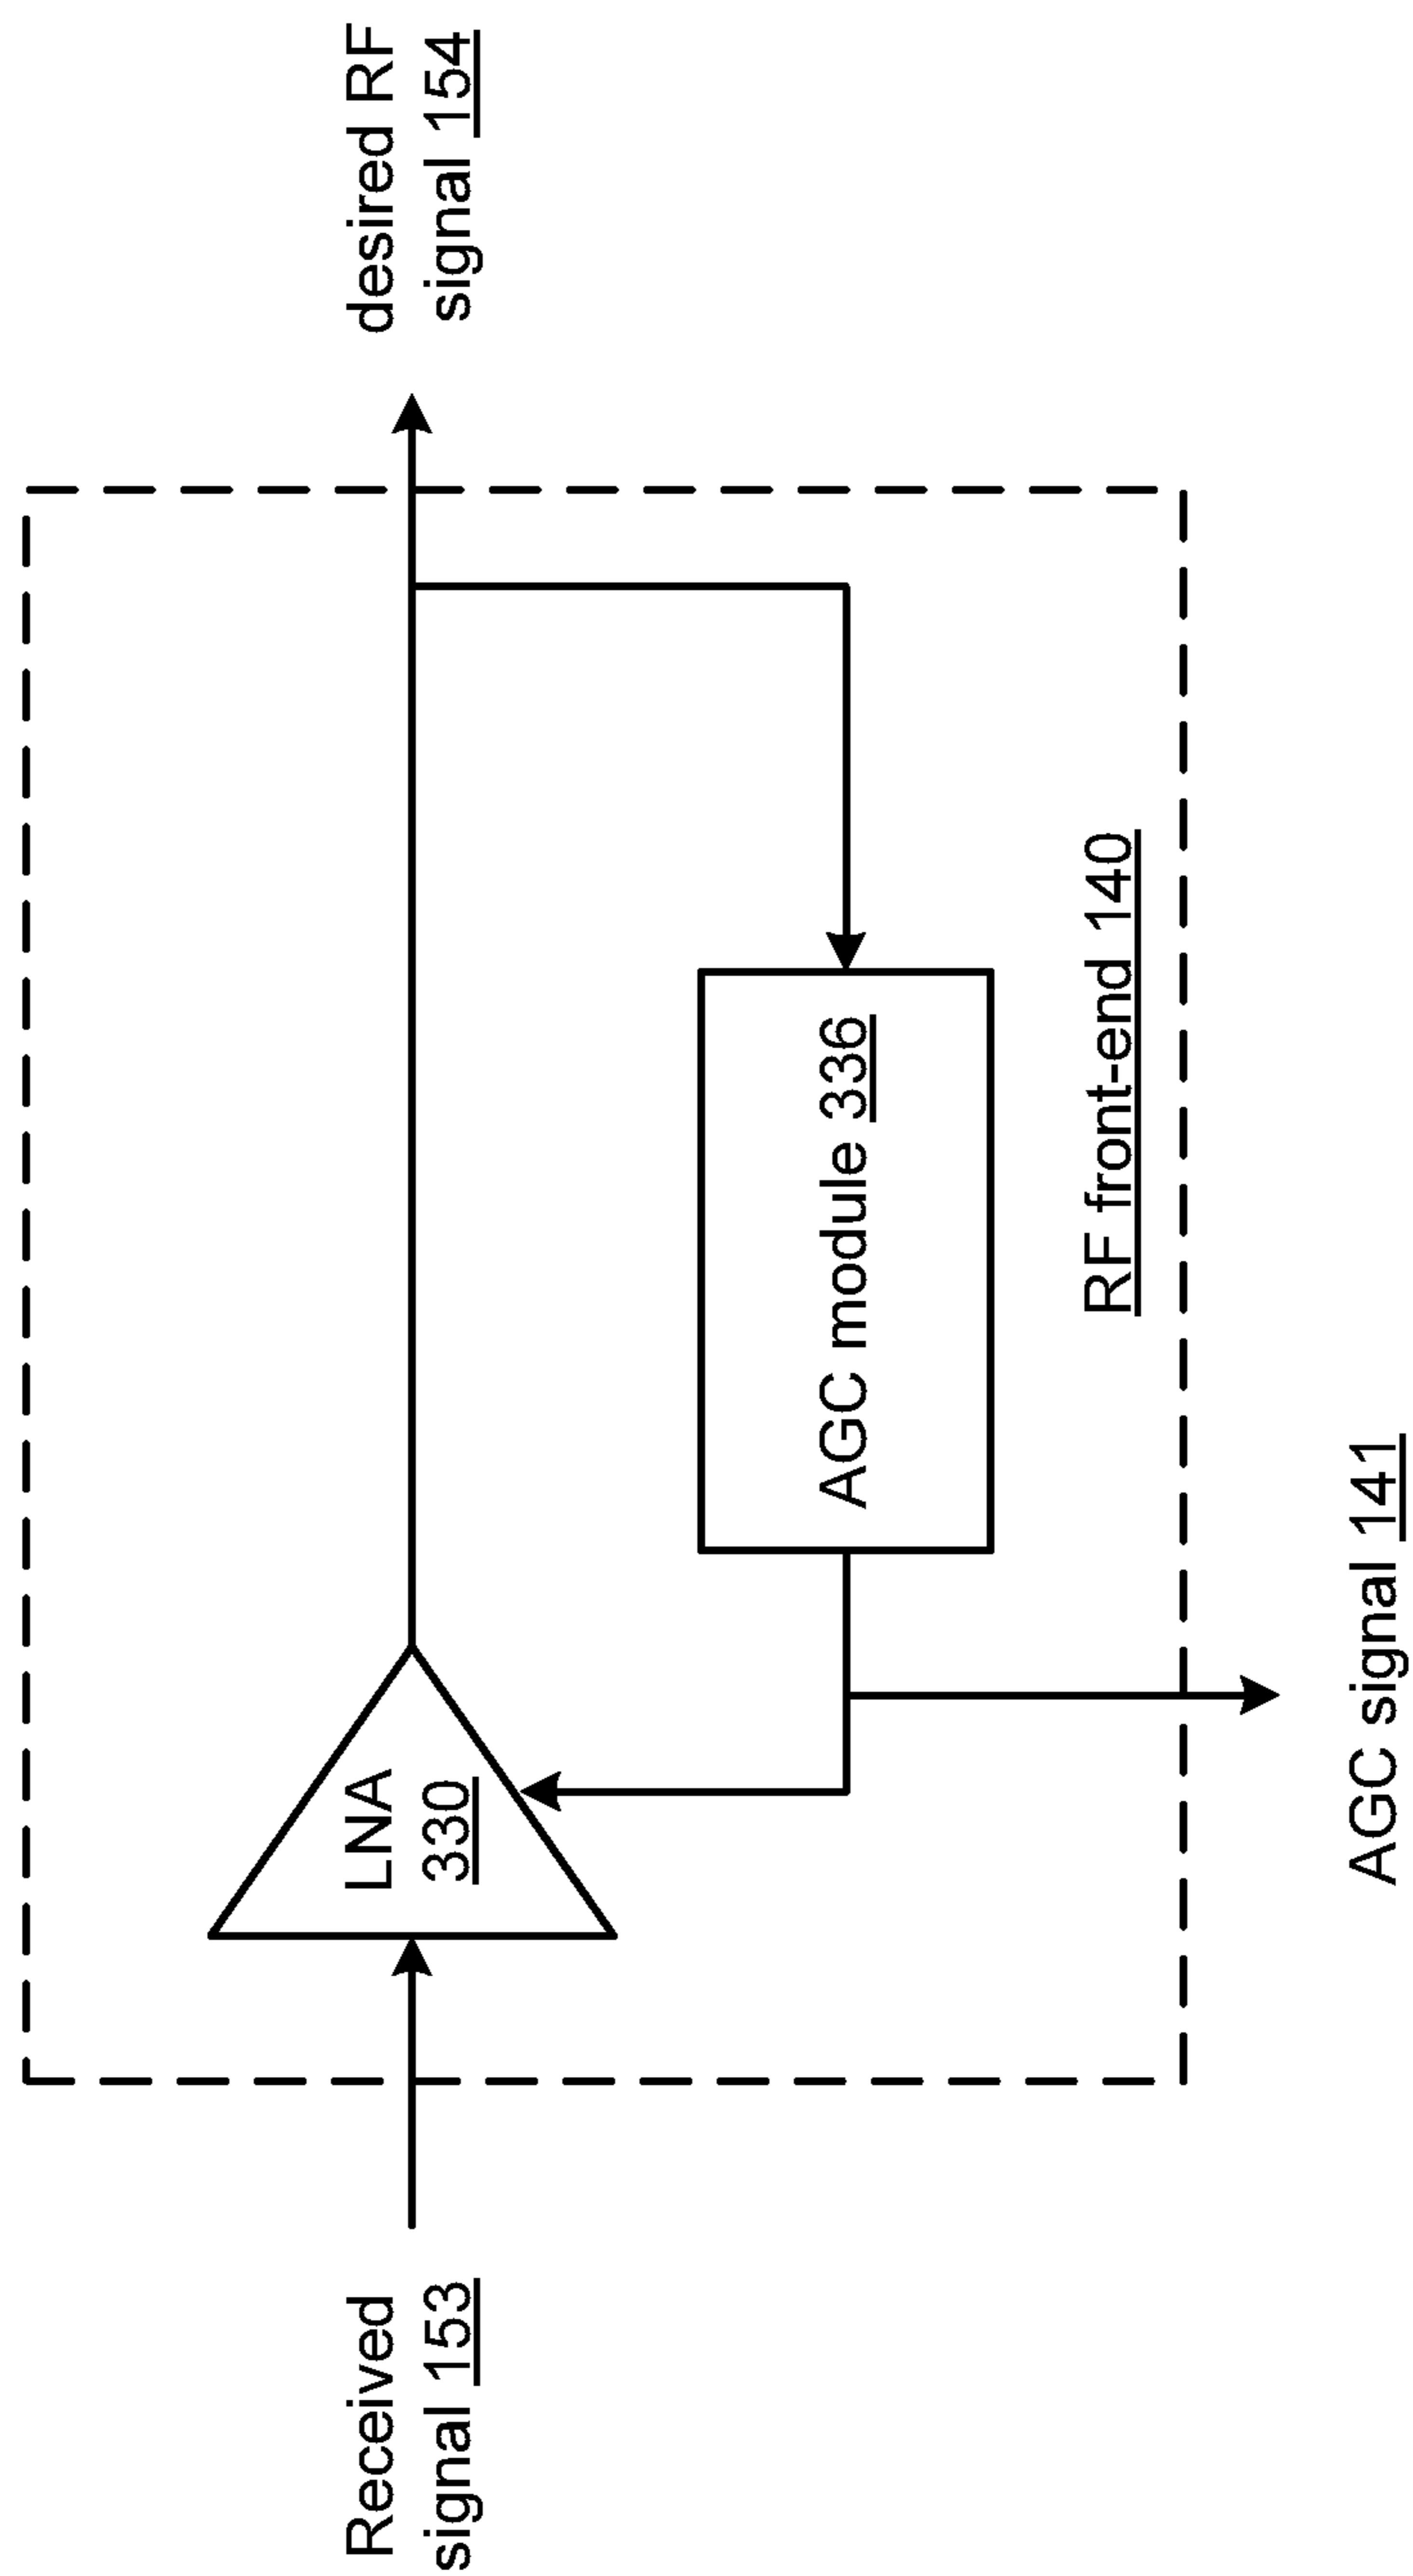 Received
signal 153
LNA
330
desired RF
signal 154
AGC module 336
RF front-end 140
AGC signal 141